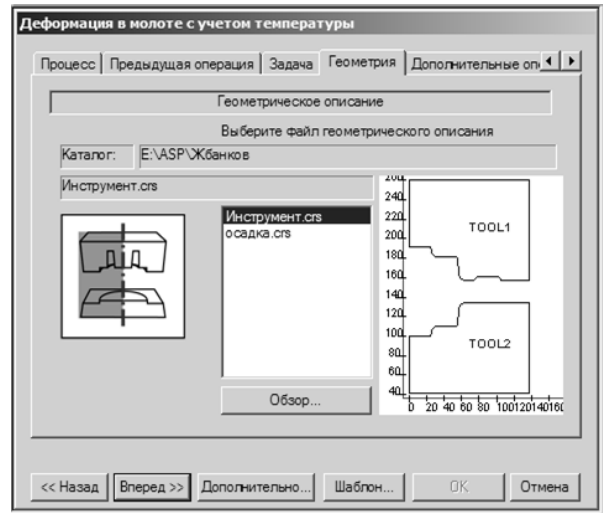 Деформация в молоте с учетом температуры
Процесс Предыдущая операция Задача Геометрия Дополнительные оп
Геометрическое описание
Выберите файл геометрического описания
Каталог: E:\ASP\Жбанков
Инструмент.crs
Инструмент.crs
осадка.crs
Обзор...
260
240
220
200
180
160
140
120
100
80
60
40
TOOL1
TOOL2
0 20 40 60 80 100120140160
<< Назад Вперед >> Дополнительно... Шаблон... OK Отмена